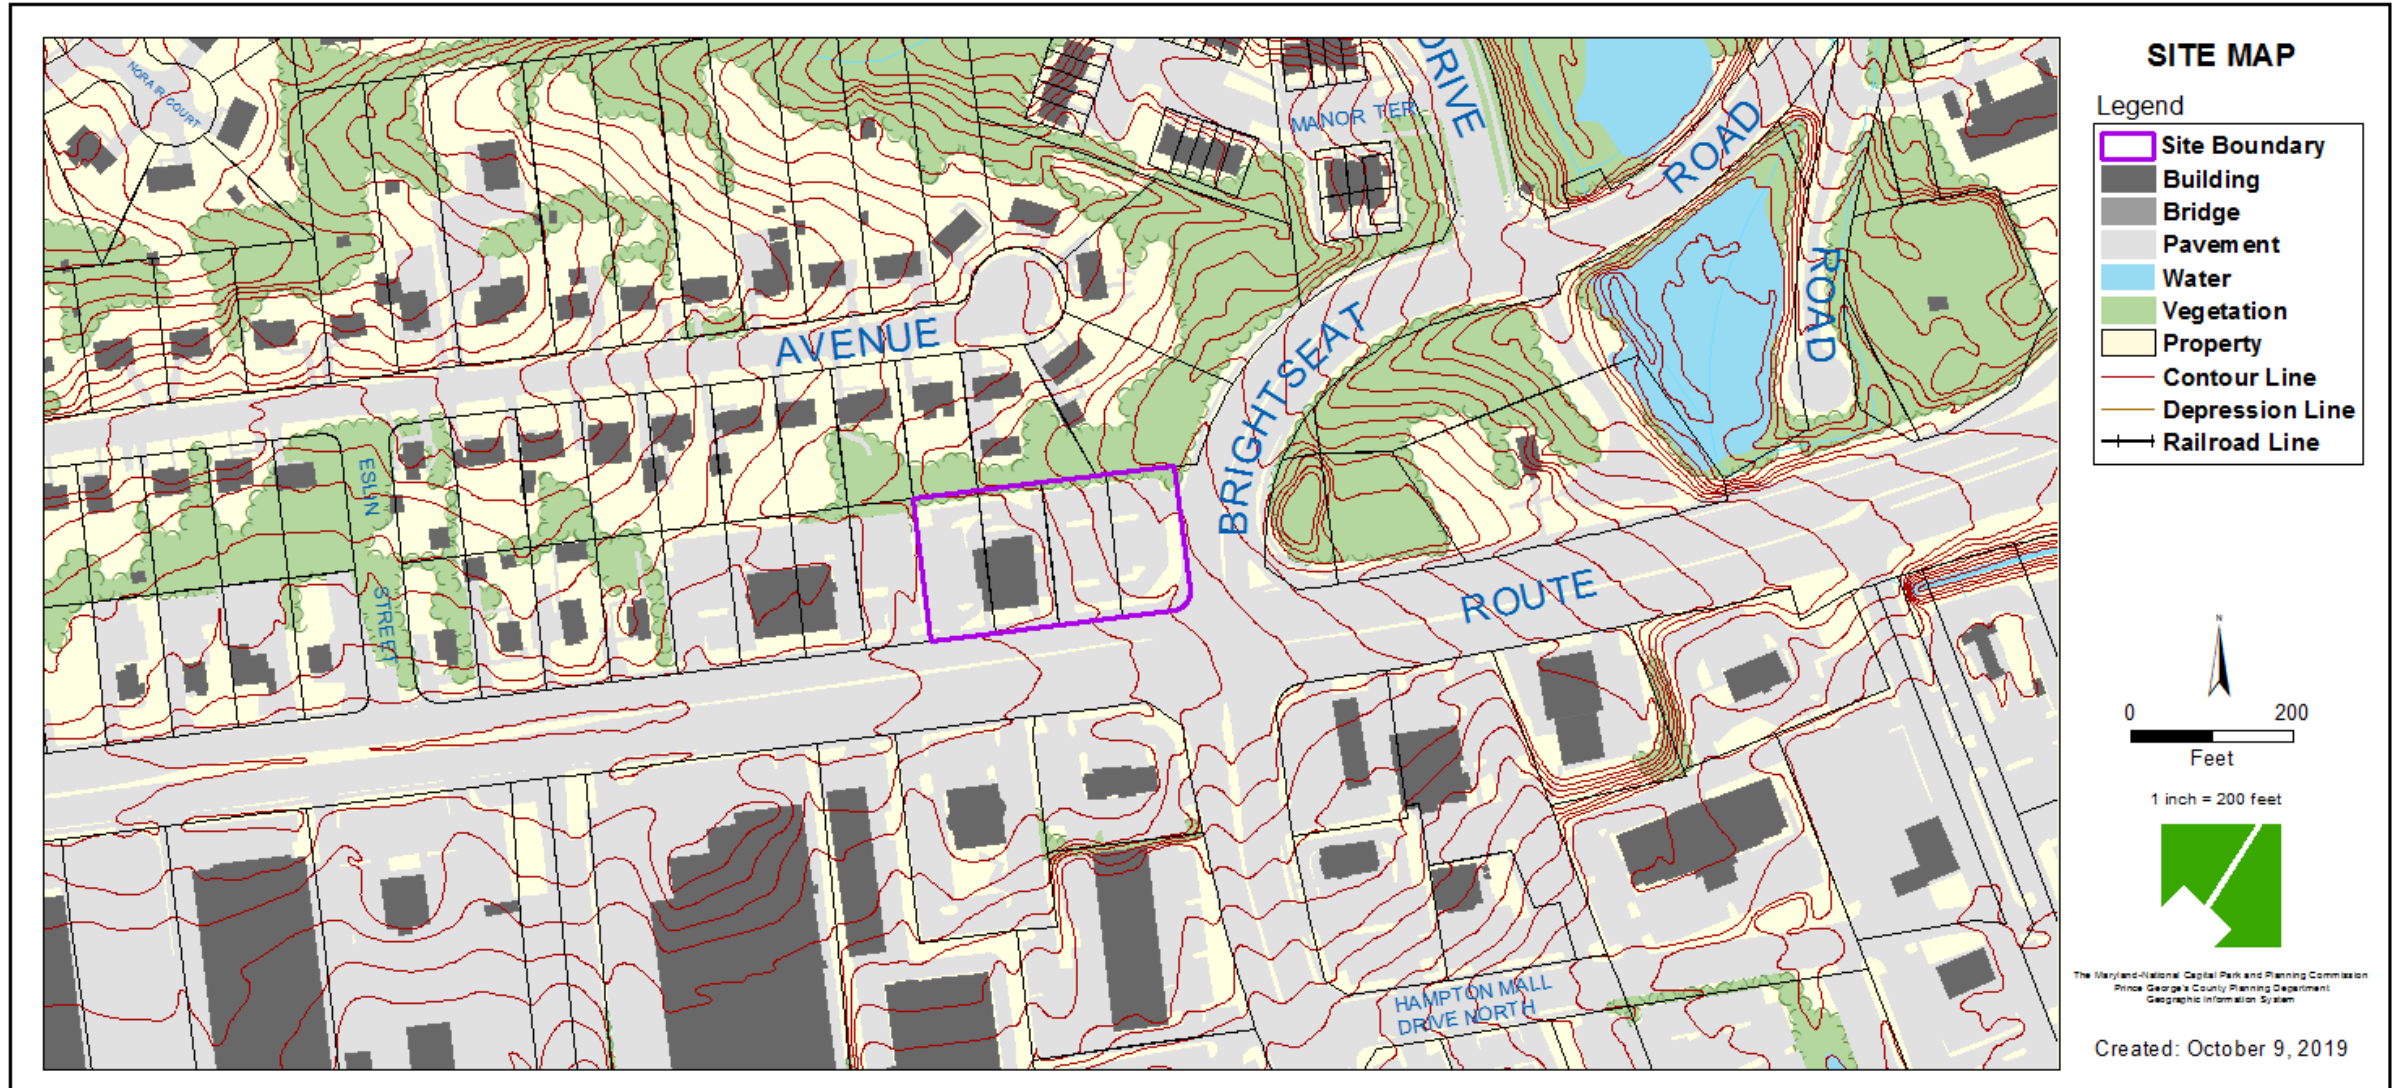 SITE MAP
Legend
Site Boundary
Building
Bridge
Pavement
Water
Vegetation
Property
Contour Line
Depression Line
Railroad Line
N
0 200
Feet
1 inch = 200 feet
The Maryland-National Capital Park and Planning Commission
Prince George's County Planning Department
Geographic Information System
Created: October 9, 2019
NORAIR COURT
DRIVE
MANOR TER
ROAD
ROAD
AVENUE
BRIGHTSEAT
ESLIN
STREET
ROUTE
HAMPTON MALL
DRIVE NORTH